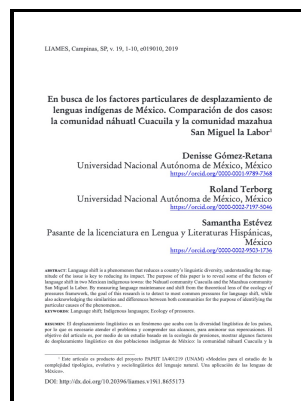 LIAMES, Campinas, SP, v. 19, 1-10, e019010, 2019
En busca de los factores particulares de desplazamiento de
lenguas indígenas de México. Comparación de dos casos:
la comunidad náhuatl Cuacuila y la comunidad mazahua
San Miguel la Labor¹
Denisse Gómez-Retana
Universidad Nacional Autónoma de México, México
https://orcid.org/0000-0001-9789-7368
Roland Terborg
Universidad Nacional Autónoma de México, México
https://orcid.org/0000-0002-7197-5046
Samantha Estévez
Pasante de la licenciatura en Lengua y Literaturas Hispánicas,
México
https://orcid.org/0000-0002-9503-1736
ABSTRACT: Language shift is a phenomenon that reduces a country's linguistic diversity, understanding the mag-
nitude of the issue is key to reducing its impact. The purpose of this paper is to reveal some of the factors of
language shift in two Mexican indigenous towns: the Nahuatl community Cuacuila and the Mazahua community
San Miguel la Labor. By measuring language maintenance and shift from the theoretical lens of the ecology of
pressures framework, the goal of this research is to detect to most common pressures for language shift, while
also acknowledging the similarities and differences between both communities for the purpose of identifying the
particular causes of the phenomenon..
KEYWORDS: Language shift; Indigenous languages; Ecology of pressures.
RESUMEN: El desplazamiento lingüístico es un fenómeno que acaba con la diversidad lingüística de los países,
por lo que es necesario atender el problema y comprender sus alcances, para aminorar sus repercusiones. El
objetivo del artículo es, por medio de un estudio basado en la ecología de presiones, mostrar algunos factores
de desplazamiento lingüístico en dos poblaciones indígenas de México: la comunidad náhuatl Cuacuila y la
¹ Este artículo es producto del proyecto PAPIIT IA401219 (UNAM) «Modelos para el estudio de la
complejidad tipológica, evolutiva y sociolingüística del lenguaje natural. Una aplicación de las lenguas de
México».
DOI: http://dx.doi.org/10.20396/liames.v19i1.8655173